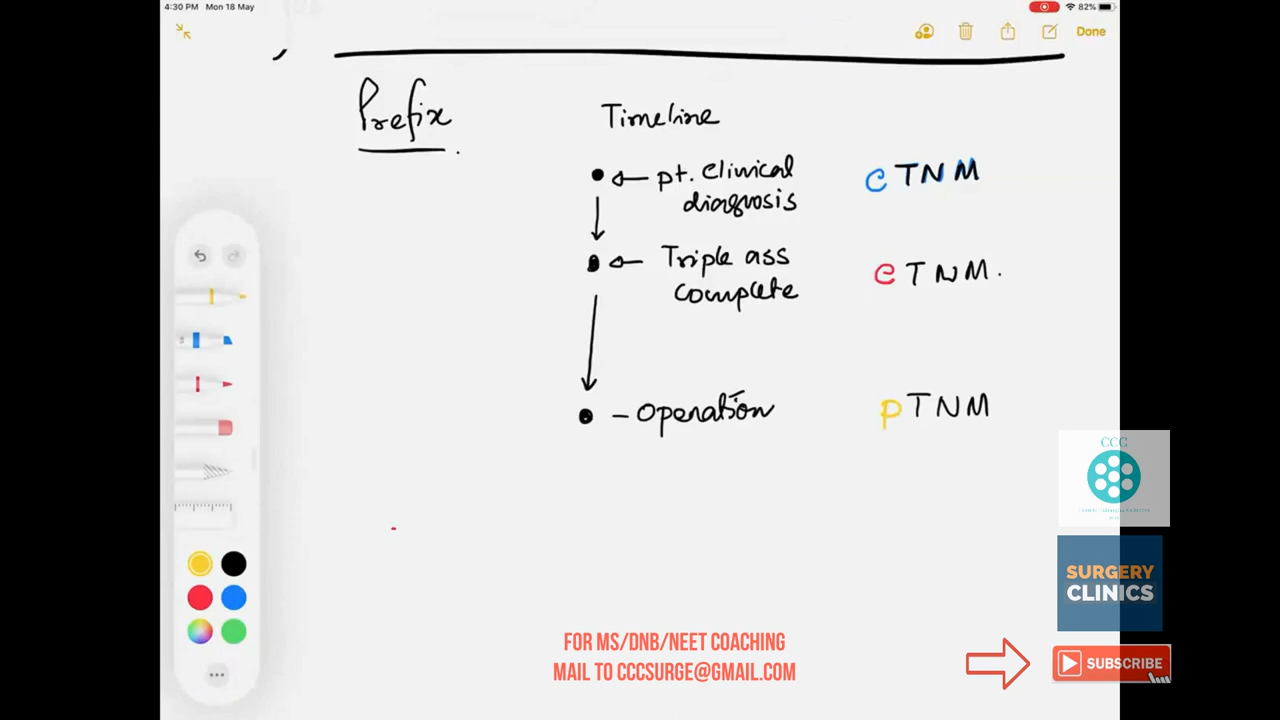 4:30 PM Mon 18 May
82%
Done
Prefix
Timeline
pt. clinical
diagnosis
cTNM
Triple ass
complete
cTNM.
- Operation
pTNM
CCC
SURGERY
CLINICS
FOR MS/DNB/NEET COACHING
MAIL TO CCCSURGE@GMAIL.COM
SUBSCRIBE